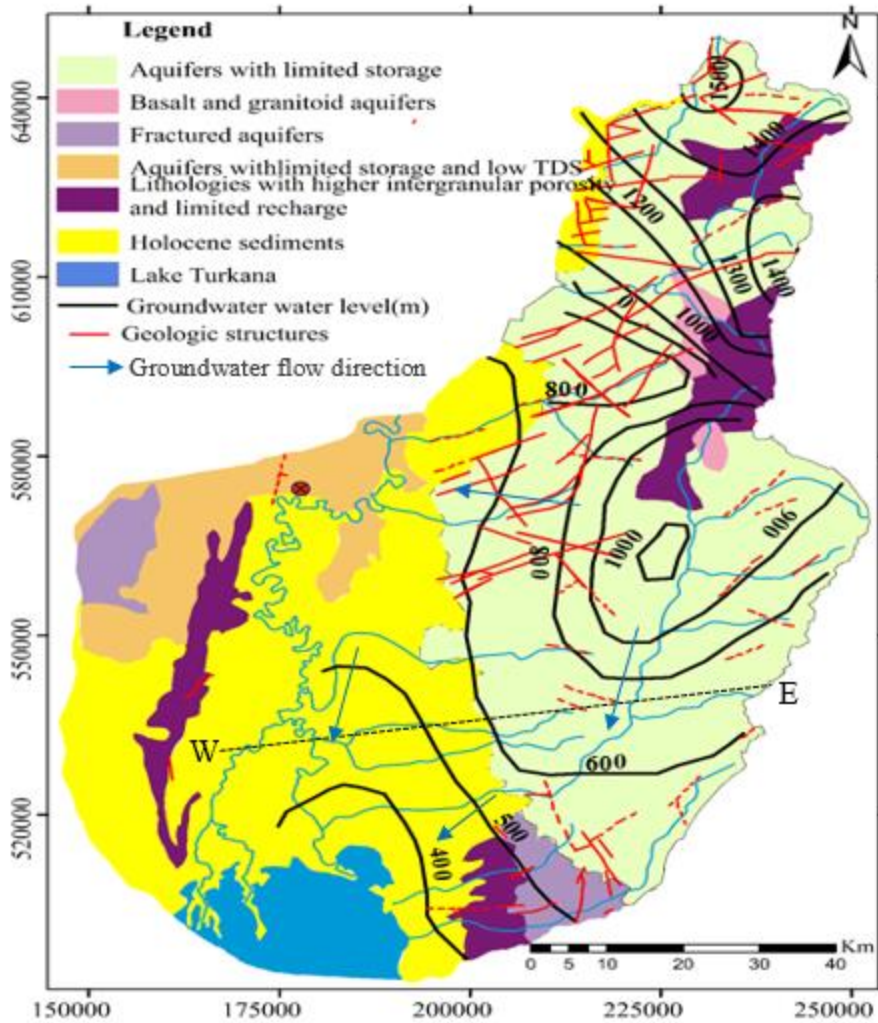 Legend
Aquifers with limited storage
Basalt and granitoid aquifers
Fractured aquifers
Aquifers withlimited storage and low TDS
Lithologies with higher intergranular porosity
and limited recharge
Holocene sediments
Lake Turkana
Groundwater water level(m)
Geologic structures
Groundwater flow direction
N
1500
1400
1200
1300
1400
1000
0
800
900
1000
800
E
W
600
500
400
Km
0 5 10 20 30 40
640000
610000
580000
550000
520000
150000 175000 200000 225000 250000